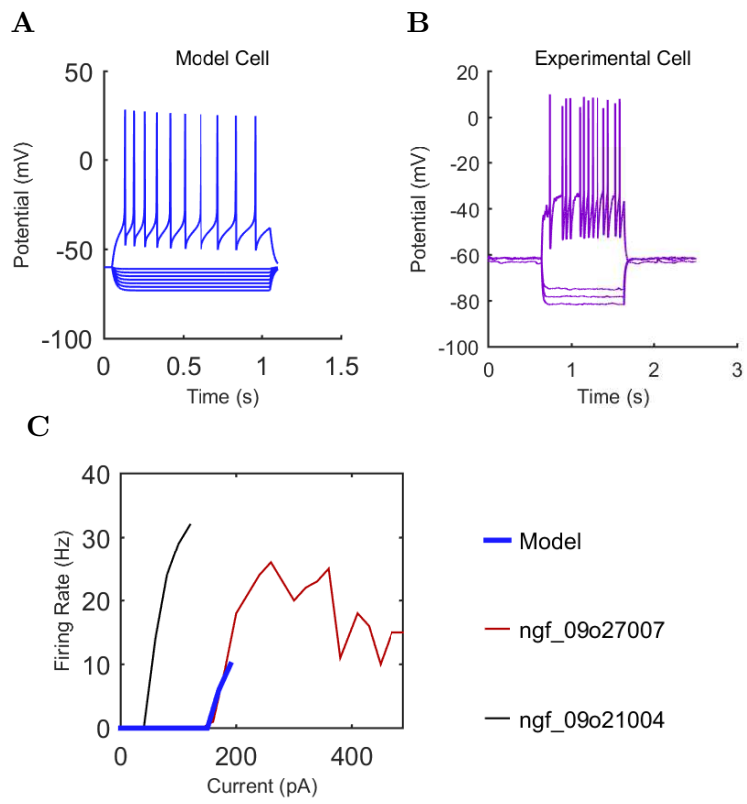 A
Model Cell
50
0
-50
-100
Potential (mV)
0 0.5 1 1.5
Time (s)
B
Experimental Cell
20
0
-20
-40
-60
-80
-100
Potential (mV)
0 1 2 3
Time (s)
C
40
30
20
10
0
Firing Rate (Hz)
0 200 400
Current (pA)
Model
ngf_09o27007
ngf_09o21004